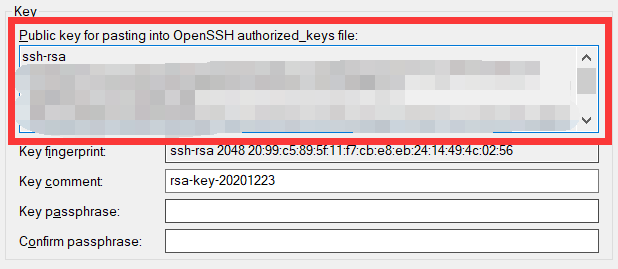 Key
Public key for pasting into OpenSSH authorized_keys file:
ssh-rsa
Key fingerprint:
ssh-rsa 2048 20:99:c5:89:5f:11:f7:cb:e8:eb:24:14:49:4c:02:56
Key comment:
rsa-key-20201223
Key passphrase:
Confirm passphrase: